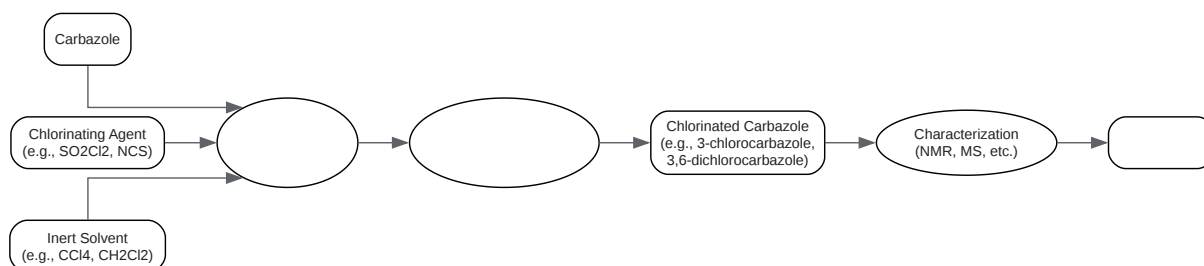 Carbazole
Chlorinating Agent
(e.g., SO2Cl2, NCS)
Inert Solvent
(e.g., CCl4, CH2Cl2)
Chlorinated Carbazole
(e.g., 3-chlorocarbazole,
3,6-dichlorocarbazole)
Characterization
(NMR, MS, etc.)